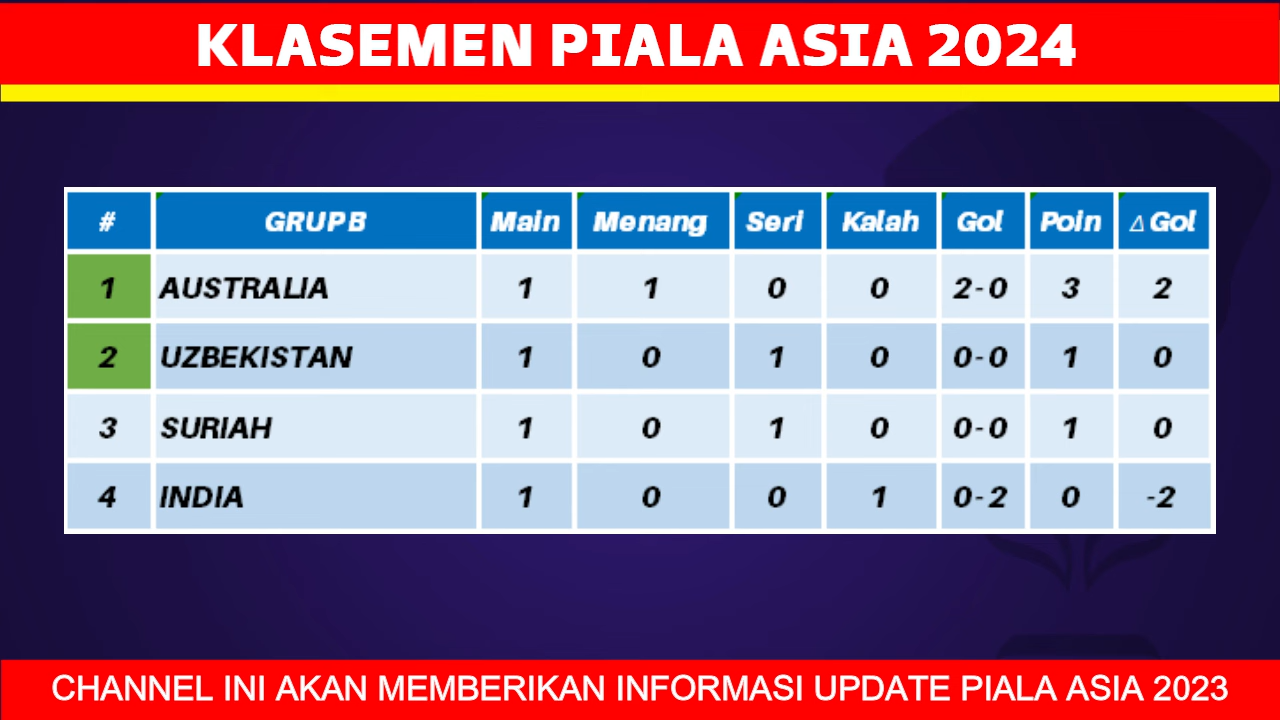 KLASEMEN PIALA ASIA 2024
# GRUP B Main Menang Seri Kalah Gol Poin △ Gol
1 AUSTRALIA 1 1 0 0 2-0 3 2
2 UZBEKISTAN 1 0 1 0 0-0 1 0
3 SURIAH 1 0 1 0 0-0 1 0
4 INDIA 1 0 0 1 0-2 0 -2
CHANNEL INI AKAN MEMBERIKAN INFORMASI UPDATE PIALA ASIA 2023